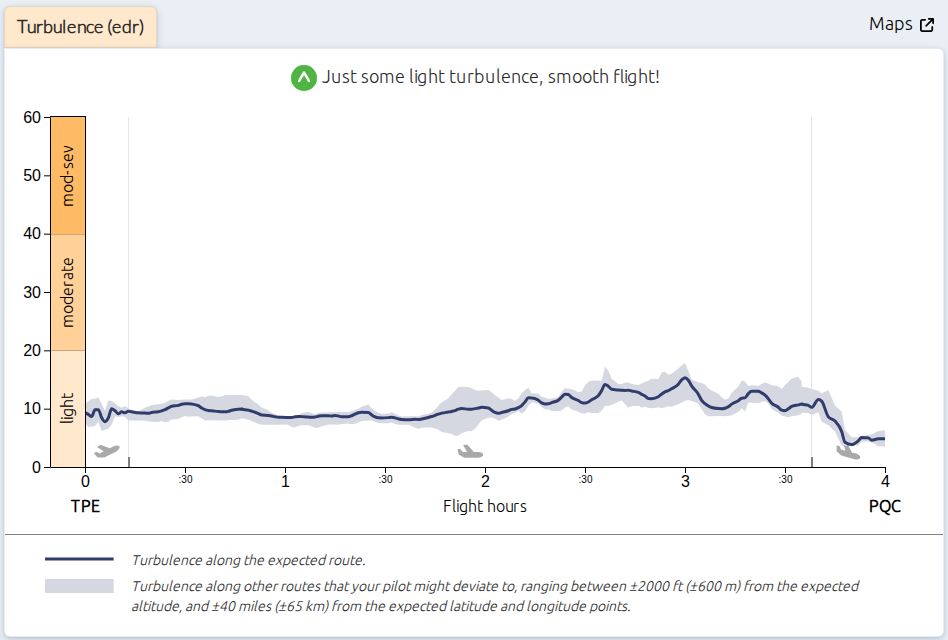 Turbulence (edr)
Maps
Just some light turbulence, smooth flight!
60
50
40
30
20
10
0
mod-sev
moderate
light
0 :30 1 :30 2 :30 3 :30 4
TPE Flight hours PQC
Turbulence along the expected route.
Turbulence along other routes that your pilot might deviate to, ranging between ±2000 ft (±600 m) from the expected
altitude, and ±40 miles (±65 km) from the expected latitude and longitude points.